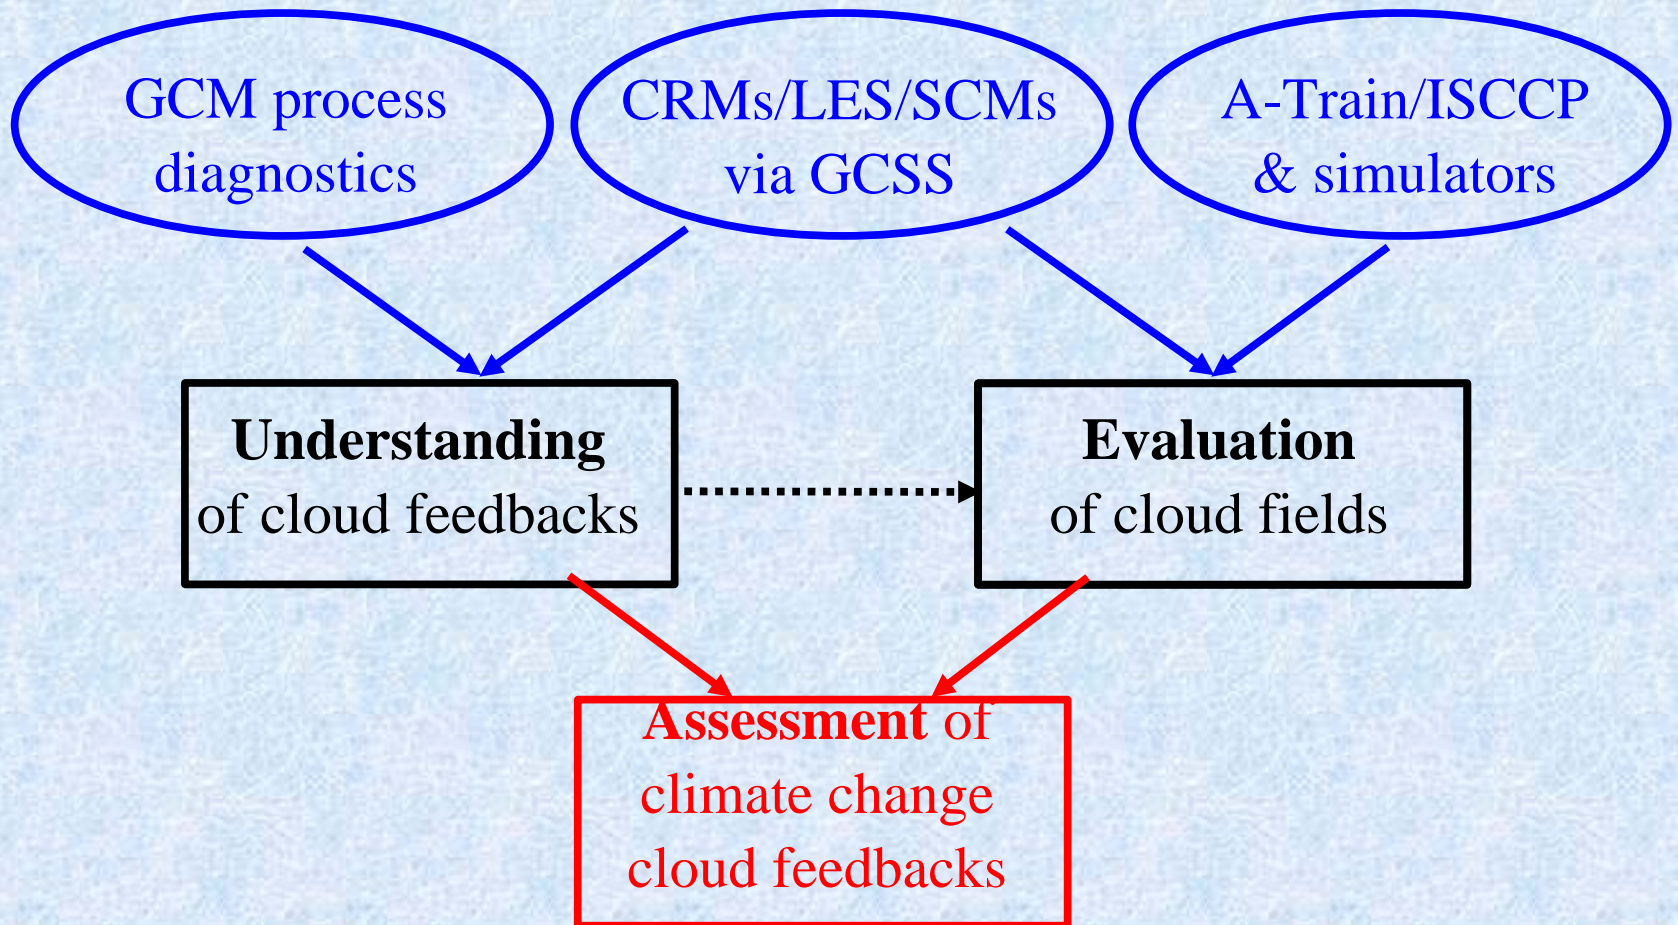 GCM process
diagnostics
CRMs/LES/SCMs
via GCSS
A-Train/ISCCP
& simulators
Understanding
of cloud feedbacks
Evaluation
of cloud fields
Assessment of
climate change
cloud feedbacks